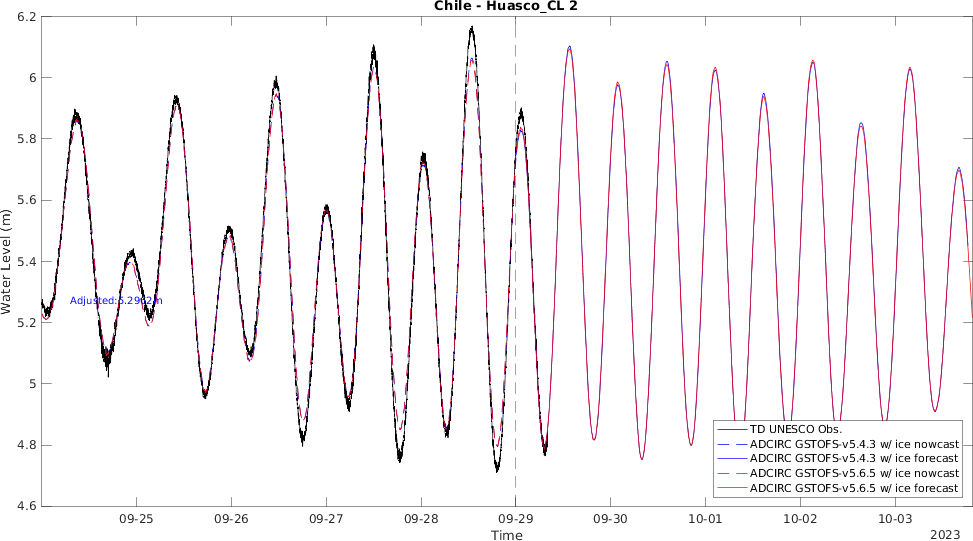 Chile - Huasco_CL 2
6.2
6
5.8
5.6
5.4
5.2
5
4.8
4.6
Water Level (m)
TD UNESCO Obs.
ADCIRC GSTOFS-v5.4.3 w/ ice nowcast
ADCIRC GSTOFS-v5.4.3 w/ ice forecast
ADCIRC GSTOFS-v5.6.5 w/ ice nowcast
ADCIRC GSTOFS-v5.6.5 w/ ice forecast
09-25 09-26 09-27 09-28 09-29 09-30 10-01 10-02 10-03
Time
2023